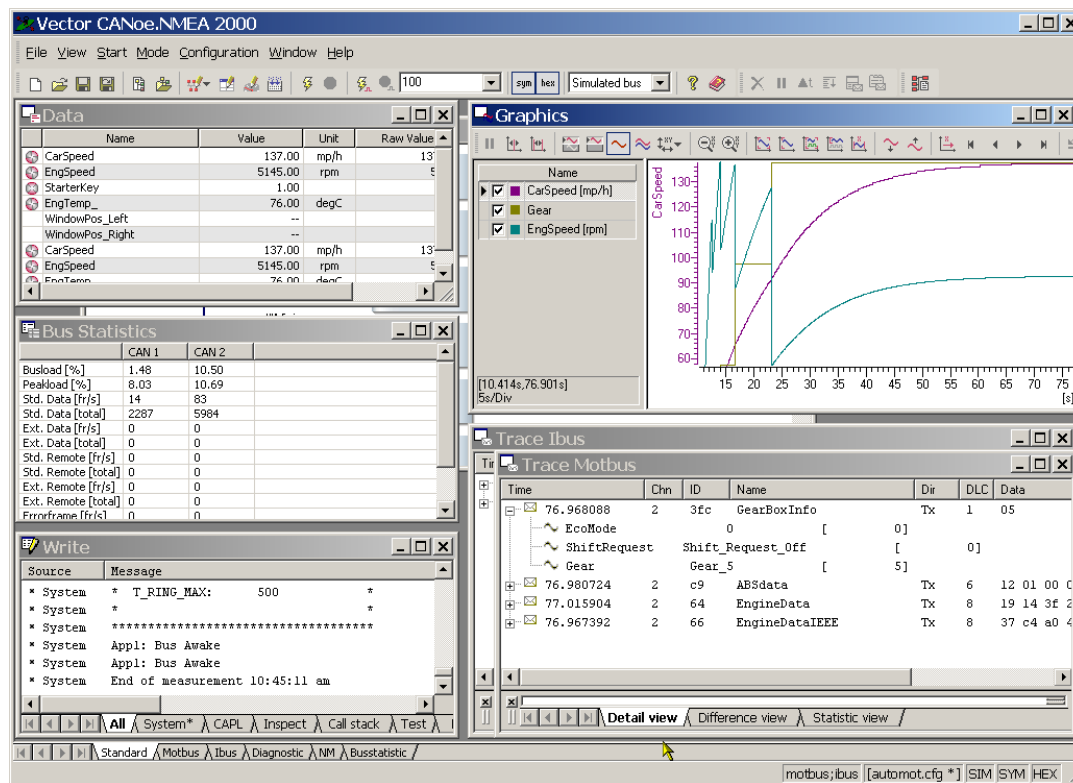 Vector CANoe.NMEA 2000
File View Start Mode Configuration Window Help
100 sym hex Simulated bus
Data
Name Value Unit Raw Value
CarSpeed 137.00 mp/h 13
EngSpeed 5145.00 rpm 5
StarterKey 1.00
EngTemp_ 76.00 degC
WindowPos_Left --
WindowPos_Right --
CarSpeed 137.00 mp/h 13
EngSpeed 5145.00 rpm 5
EngTemp 76.00 degC
Bus Statistics
CAN 1 CAN 2
Busload [%] 1.48 10.50
Peakload [%] 8.03 10.69
Std. Data [fr/s] 14 83
Std. Data [total] 2287 5984
Ext. Data [fr/s] 0 0
Ext. Data [total] 0 0
Std. Remote [fr/s] 0 0
Std. Remote [total] 0 0
Ext. Remote [fr/s] 0 0
Ext. Remote [total] 0 0
Errorframe [fr/s] 0 0
Write
Source Message
* System * T_RING_MAX: 500 *
* System * *
* System ************************************
* System Appl: Bus Awake
* System Appl: Bus Awake
* System End of measurement 10:45:11 am
All System* CAPL Inspect Call stack Test
Graphics
Name
CarSpeed [mp/h]
Gear
EngSpeed [rpm]
[10.414s,76.901s]
5s/Div
CarSpeed
130
120
110
100
90
80
70
60
15 20 25 30 35 40 45 50 55 60 65 70 75
[s]
Trace Ibus
Trace Motbus
Time Chn ID Name Dir DLC Data
76.968088 2 3fc GearBoxInfo Tx 1 05
EcoMode 0 [ 0]
ShiftRequest Shift_Request_Off [ 0]
Gear Gear_5 [ 5]
76.980724 2 c9 ABSdata Tx 6 12 01 00
77.015904 2 64 EngineData Tx 8 19 14 3f 2
76.967392 2 66 EngineDataIEEE Tx 8 37 c4 a0 4
Detail view Difference view Statistic view
Standard Motbus Ibus Diagnostic NM Busstatistic
motbus;ibus [automot.cfg *] SIM SYM HEX